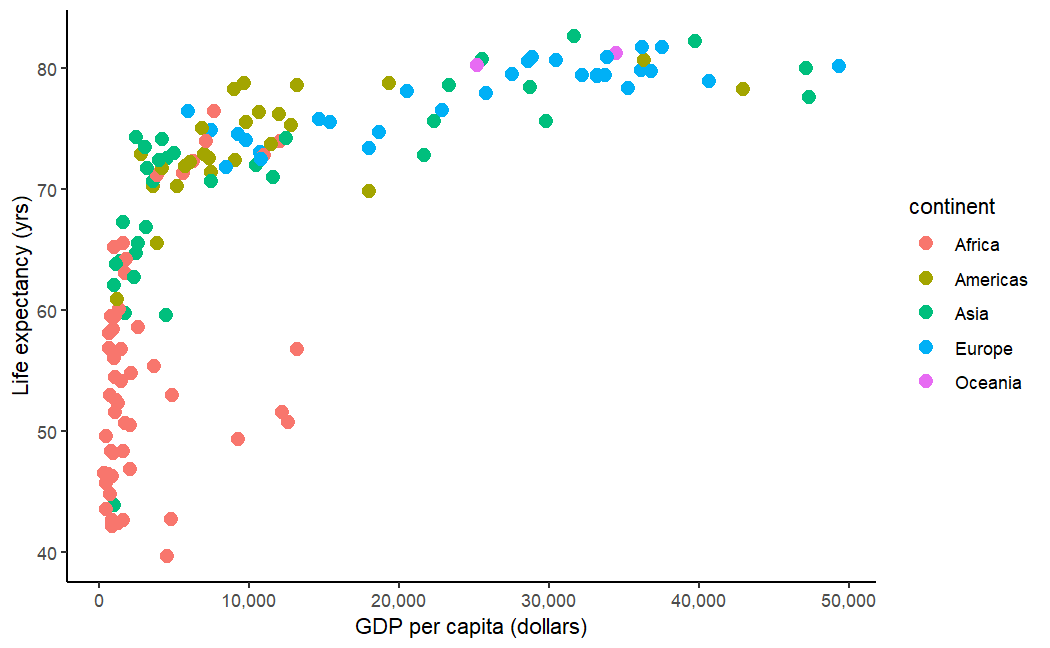 80
70
60
50
40
Life expectancy (yrs)
0
10,000
20,000
30,000
40,000
50,000
GDP per capita (dollars)
continent
Africa
Americas
Asia
Europe
Oceania